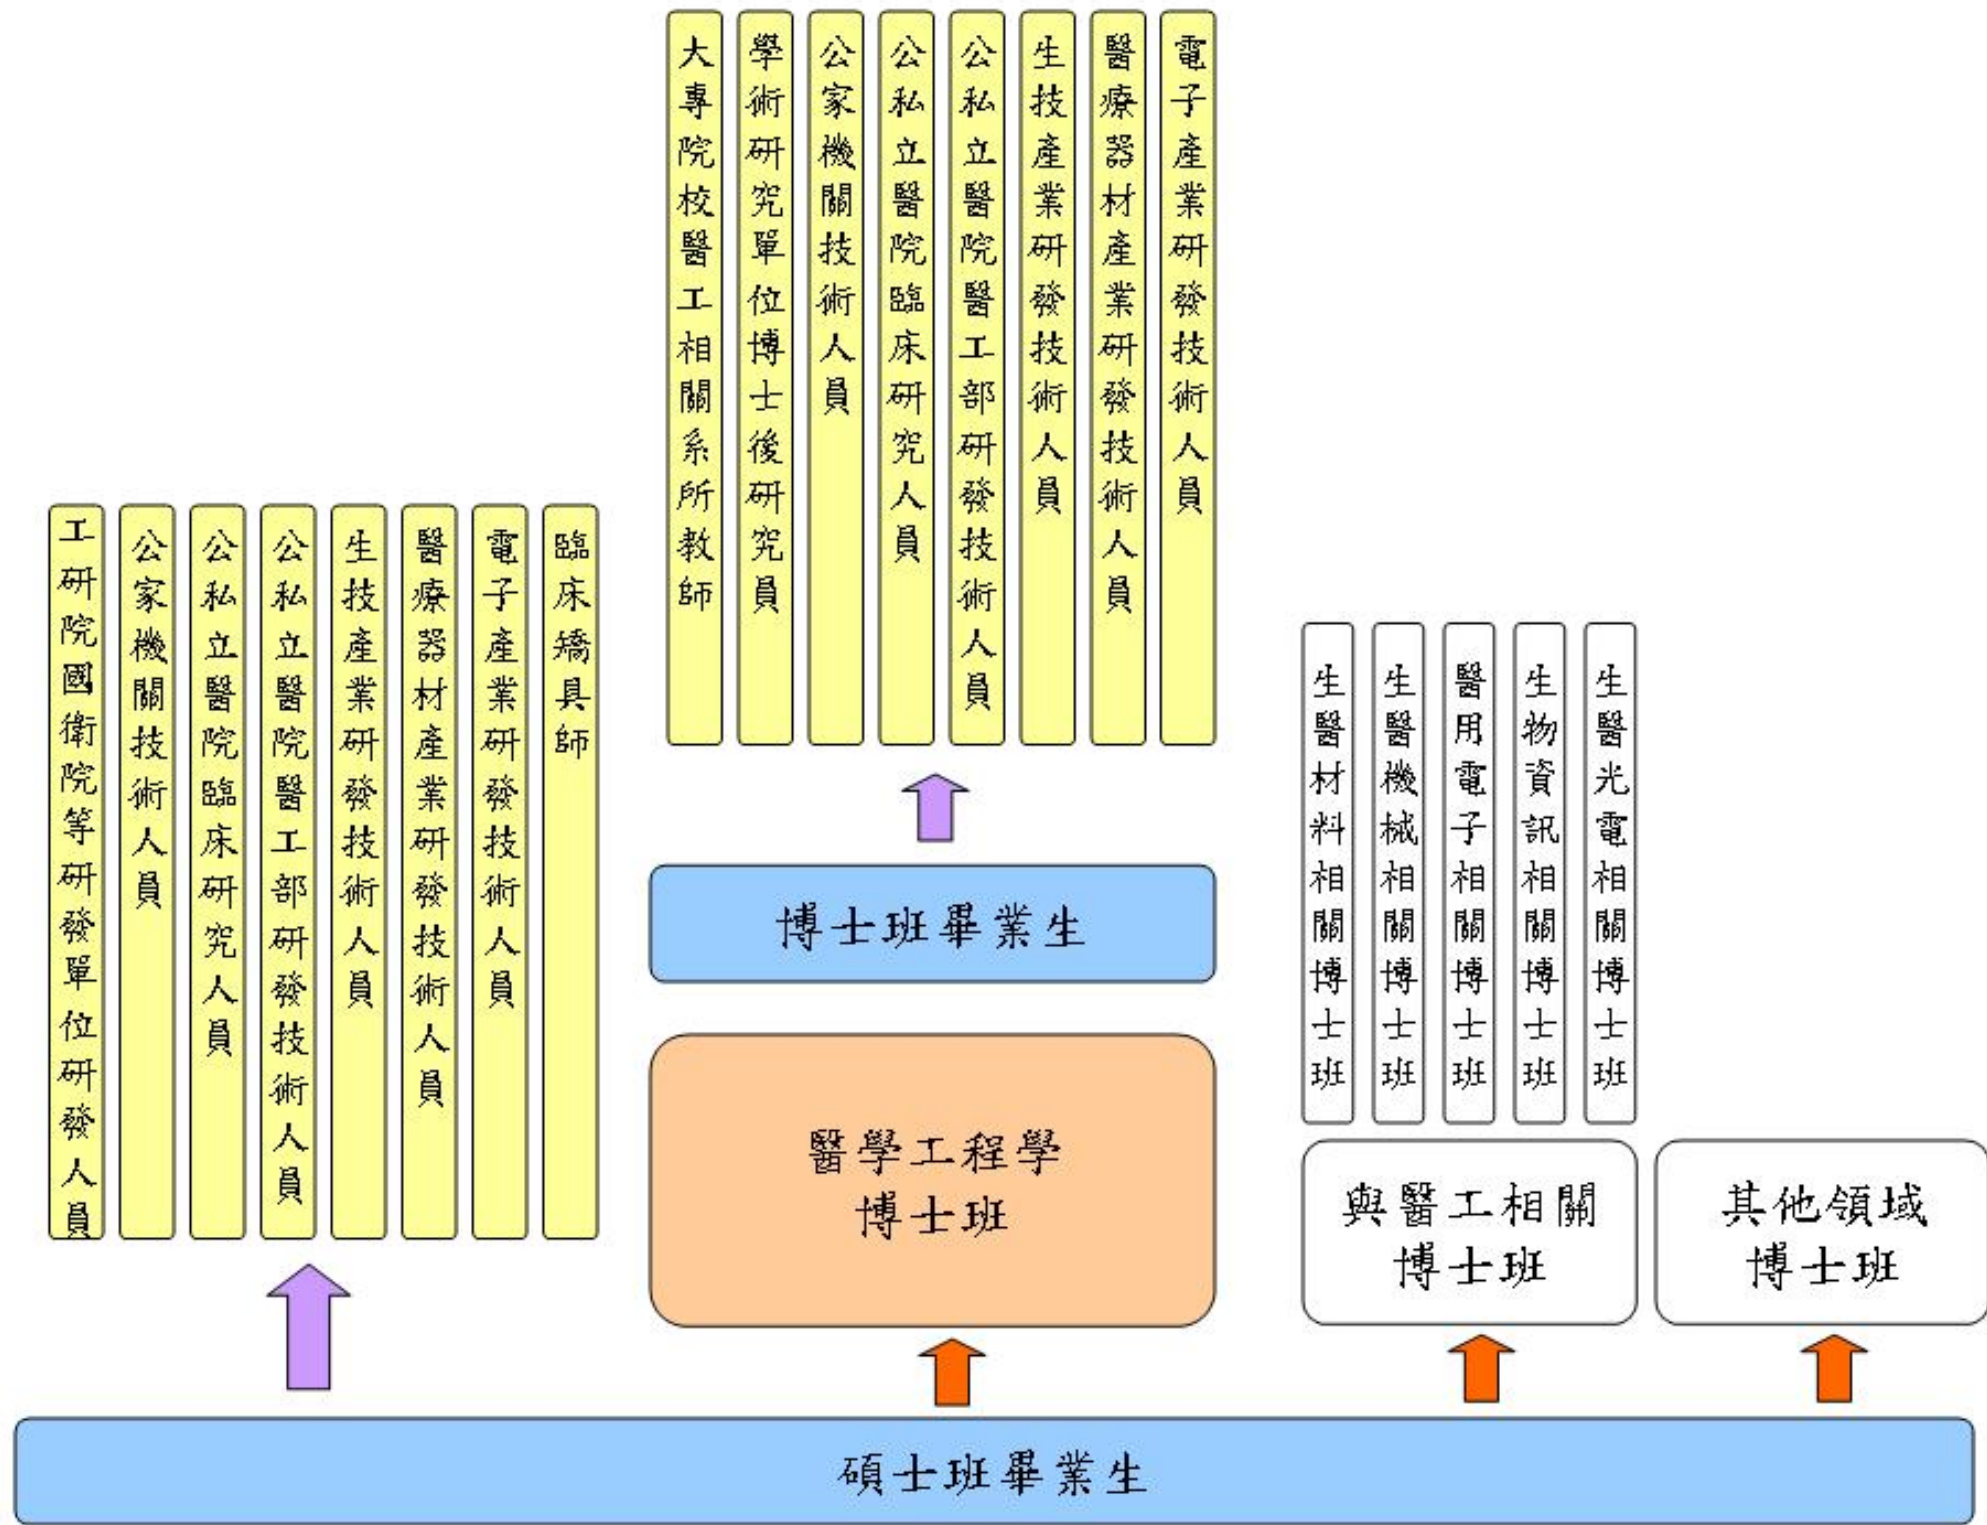 大專院校醫工相關系所教師
學術研究單位博士後研究員
公家機關技術人員
公私立醫院臨床研究人員
公私立醫院醫工部研發技術人員
生技產業研發技術人員
醫療器材產業研發技術人員
電子產業研發技術人員
工研院國衛院等研發單位研發人員
公家機關技術人員
公私立醫院臨床研究人員
公私立醫院醫工部研發技術人員
生技產業研發技術人員
醫療器材產業研發技術人員
電子產業研發技術人員
臨床矯具師
生醫材料相關博士班
生醫機械相關博士班
醫用電子相關博士班
生物資訊相關博士班
生醫光電相關博士班
博士班畢業生
醫學工程學
博士班
與醫工相關
博士班
其他領域
博士班
碩士班畢業生